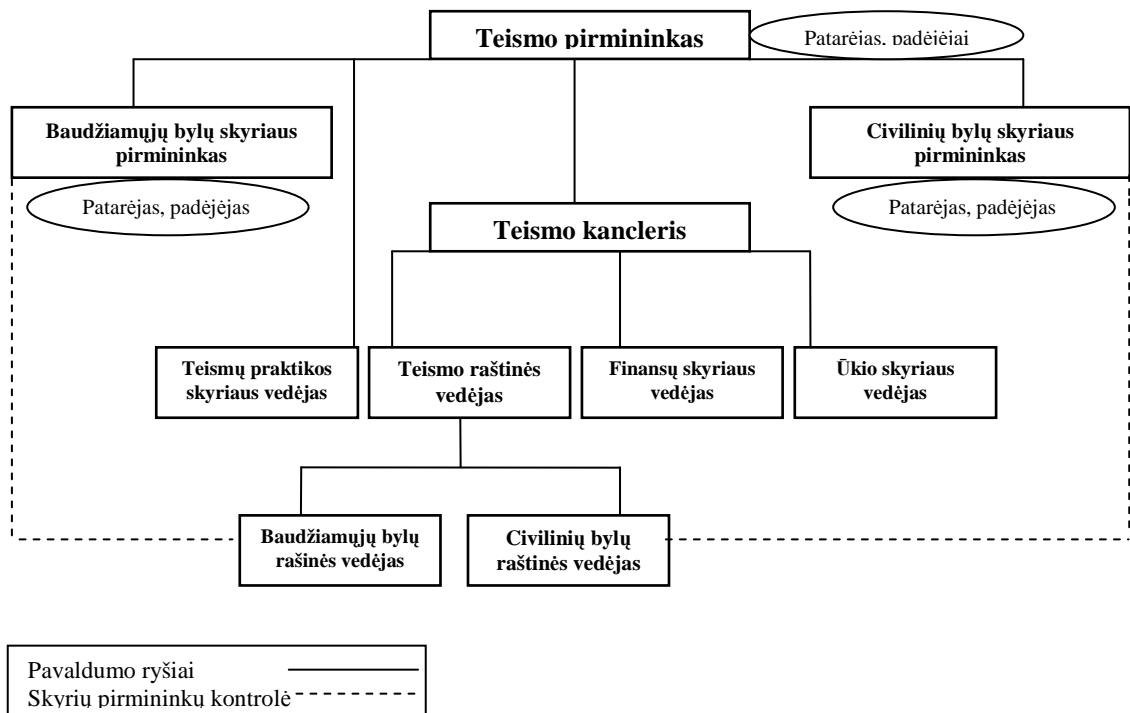 Teismo pirmininkas
Patarėjas, padėjėjai
Baudžiamųjų bylų skyriaus
pirmininkas
Civilinių bylų skyriaus
pirmininkas
Patarėjas, padėjėjas
Patarėjas, padėjėjas
Teismo kancleris
Teismų praktikos
skyriaus vedėjas
Teismo raštinės
vedėjas
Finansų skyriaus
vedėjas
Ūkio skyriaus
vedėjas
Baudžiamųjų bylų
rašinės vedėjas
Civilinių bylų
raštinės vedėjas
Pavaldumo ryšiai
Skyrių pirmininkų kontrolė